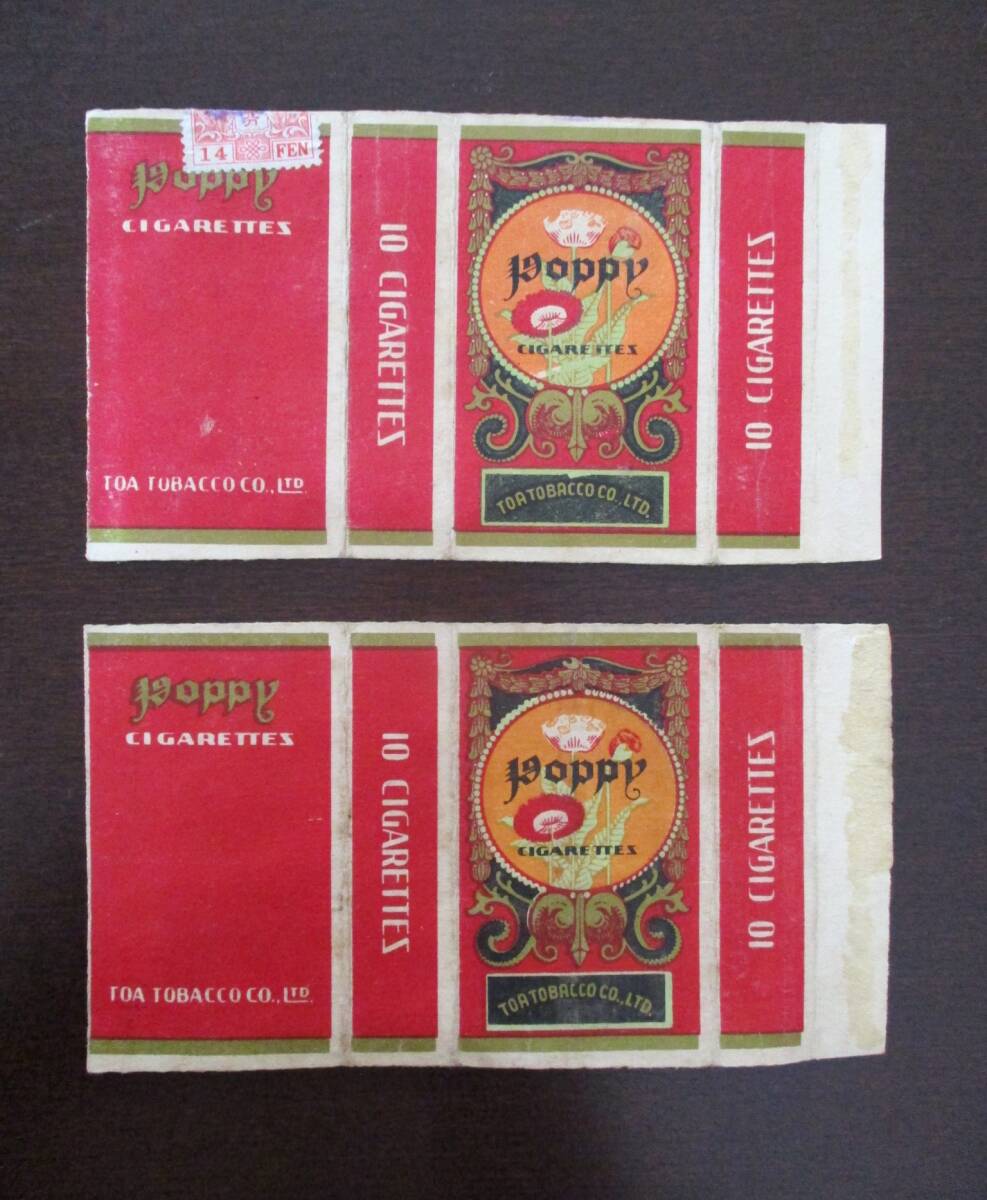 14 FEN
Poppy
CIGARETTES
TOA TUBACCO CO., LTD.
10 CIGARETTES
Poppy
CIGARETTES
TOA TOBACCO CO., LTD.
10 CIGARETTES
Poppy
CIGARETTES
TOA TOBACCO CO., LTD.
10 CIGARETTES
Poppy
CIGARETTES
TOA TOBACCO CO., LTD.
10 CIGARETTES